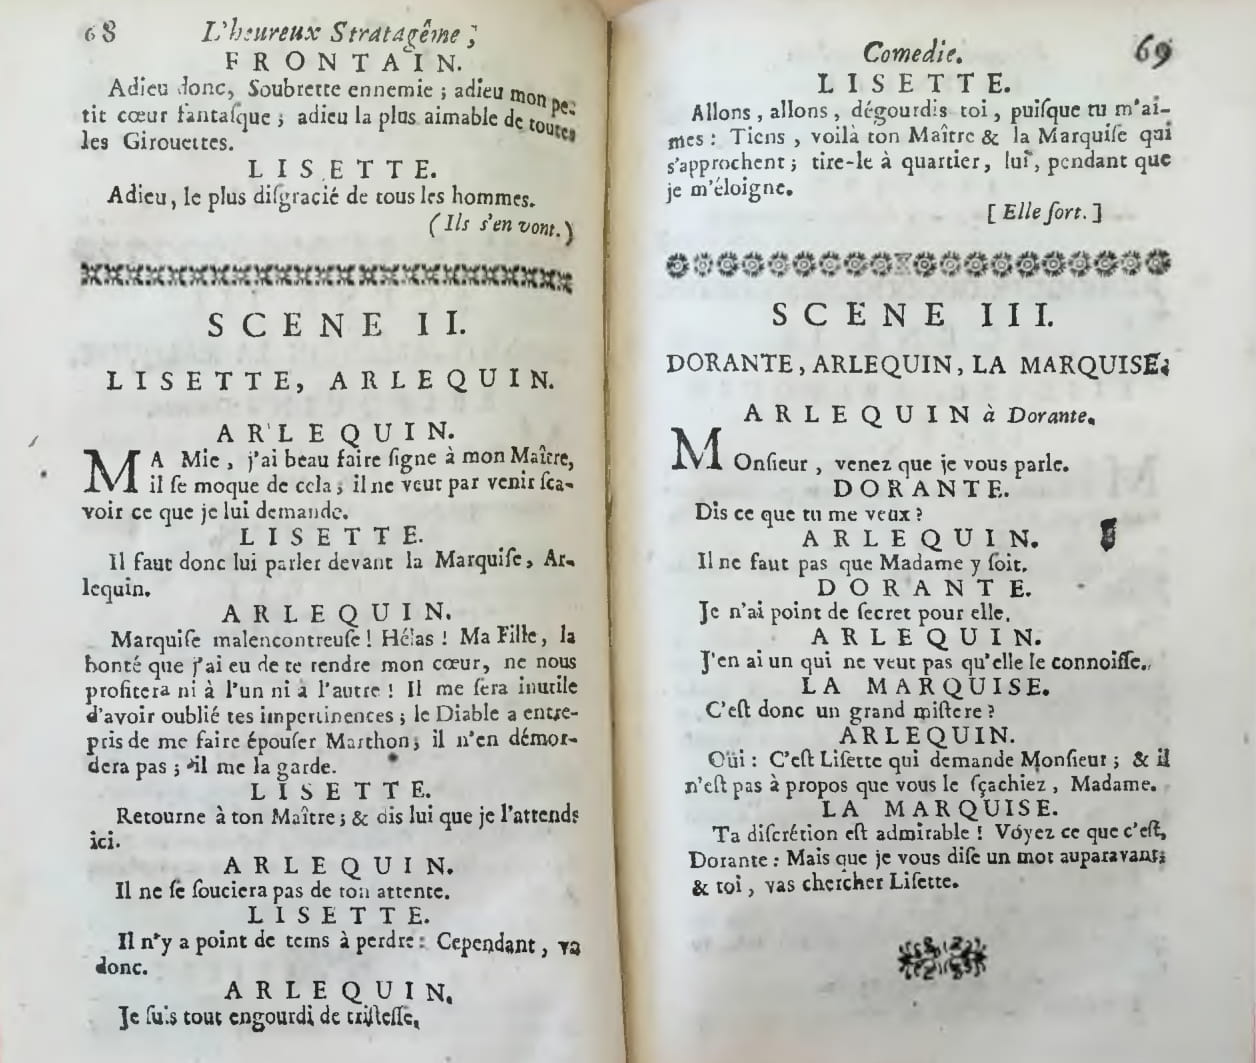 68 L'heureux Stratagême ;
FRONTAIN.
Adieu donc, Soubrette ennemie ; adieu mon pe-
tit cœur fantaſque ; adieu la plus aimable de toutes
les Girouettes.
LISETTE.
Adieu, le plus diſgracié de tous les hommes.
(Ils s'en vont.)
SCENE II.
LISETTE, ARLEQUIN.
ARLEQUIN.
MA Mie, j'ai beau faire ſigne à mon Maître,
il ſe moque de cela ; il ne veut par venir ſca-
voir ce que je lui demande.
LISETTE.
Il faut donc lui parler devant la Marquiſe, Ar-
lequin.
ARLEQUIN.
Marquiſe malencontreuſe ! Hélas ! Ma Fille, la
bonté que j'ai eu de te rendre mon cœur, ne nous
profitera ni à l'un ni à l'autre ! Il me ſera inutile
d'avoir oublié tes impertinences ; le Diable a entre-
pris de me faire épouſer Marthon ; il n'en démor-
dera pas ; il me la garde.
LISETTE.
Retourne à ton Maître ; & dis lui que je l'attends
ici.
ARLEQUIN.
Il ne ſe ſouciera pas de ton attente.
LISETTE.
Il n'y a point de tems à perdre : Cependant, va
donc.
ARLEQUIN.
Je ſuis tout engourdi de triſteſſe.
Comedie. 69
LISETTE.
Allons, allons, dégourdis toi, puiſque tu m'ai-
mes : Tiens, voilà ton Maître & la Marquiſe qui
s'approchent ; tire-le à quartier, lui, pendant que
je m'éloigne.
[Elle ſort.]
SCENE III.
DORANTE, ARLEQUIN, LA MARQUISE.
ARLEQUIN à Dorante.
MOnſieur, venez que je vous parle.
DORANTE.
Dis ce que tu me veux ?
ARLEQUIN.
Il ne faut pas que Madame y ſoit.
DORANTE.
Je n'ai point de ſecret pour elle.
ARLEQUIN.
J'en ai un qui ne veut pas qu'elle le connoiſſe.
LA MARQUISE.
C'eſt donc un grand miſtere ?
ARLEQUIN.
Oüi : C'eſt Liſette qui demande Monſieur ; & il
n'eſt pas à propos que vous le ſçachiez, Madame.
LA MARQUISE.
Ta diſcrétion eſt admirable ! Voyez ce que c'eſt,
Dorante : Mais que je vous diſe un mot auparavant ;
& toi, vas chercher Liſette.